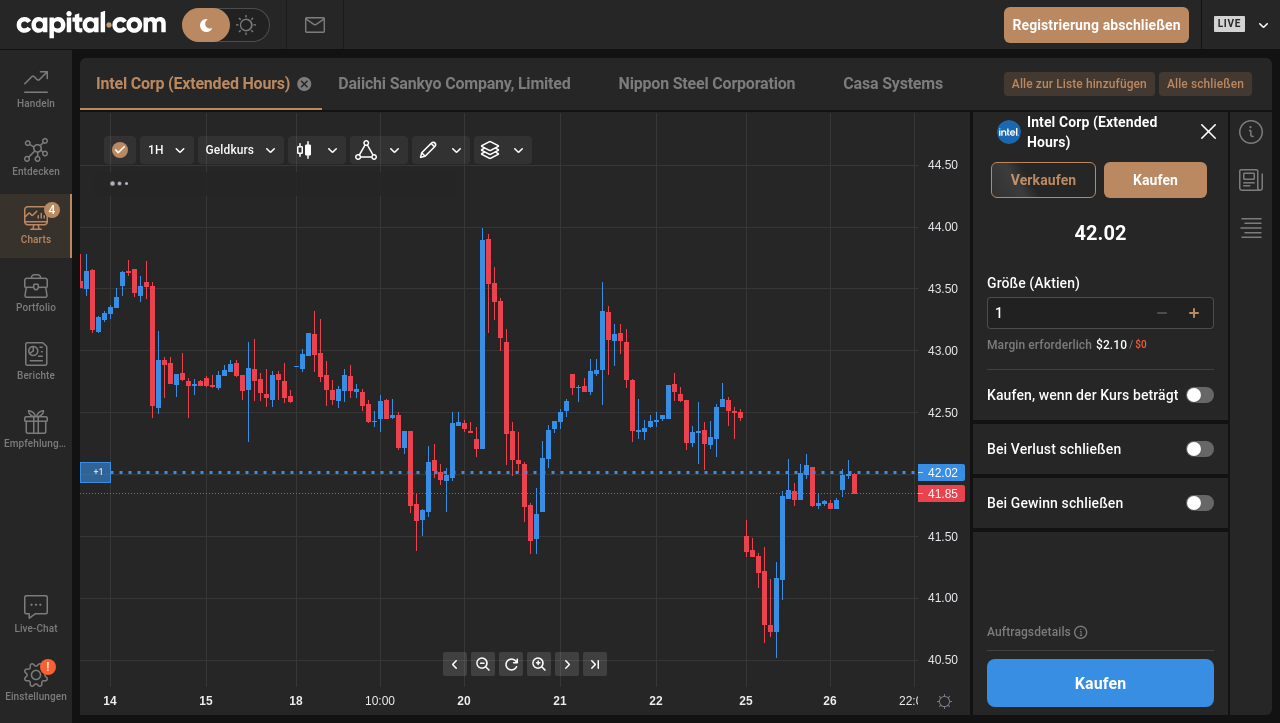 capital.com
Registrierung abschließen
LIVE
Handeln
Entdecken
4
Charts
Portfolio
Berichte
Empfehlung...
Live-Chat
!
Einstellungen
Intel Corp (Extended Hours)
Daiichi Sankyo Company, Limited
Nippon Steel Corporation
Casa Systems
Alle zur Liste hinzufügen
Alle schließen
1H
Geldkurs
44.50
44.00
43.50
43.00
42.50
+1
42.02
41.85
41.50
41.00
40.50
14
15
18
10:00
20
21
22
25
26
22:0
intel
Intel Corp (Extended
Hours)
Verkaufen
Kaufen
42.02
Größe (Aktien)
1
Margin erforderlich $2.10 / $0
Kaufen, wenn der Kurs beträgt
Bei Verlust schließen
Bei Gewinn schließen
Auftragsdetails
Kaufen